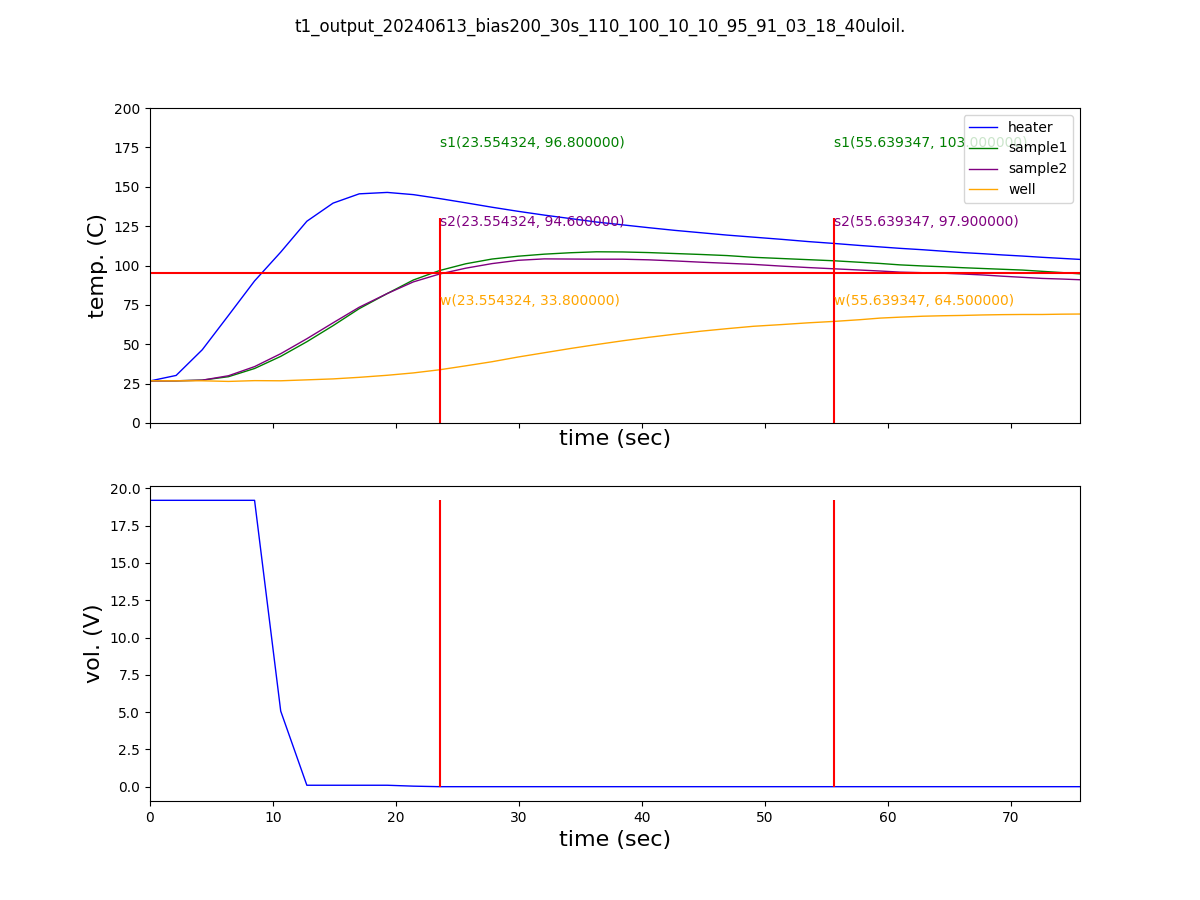 t1_output_20240613_bias200_30s_110_100_10_10_95_91_03_18_40uloil.
200
175
150
125
100
75
50
25
0
temp. (C)
s1(23.554324, 96.800000)
s1(55.639347, 103.000000)
s2(23.554324, 94.600000)
s2(55.639347, 97.900000)
w(23.554324, 33.800000)
w(55.639347, 64.500000)
heater
sample1
sample2
well
time (sec)
20.0
17.5
15.0
12.5
10.0
7.5
5.0
2.5
0.0
vol. (V)
0 10 20 30 40 50 60 70
time (sec)